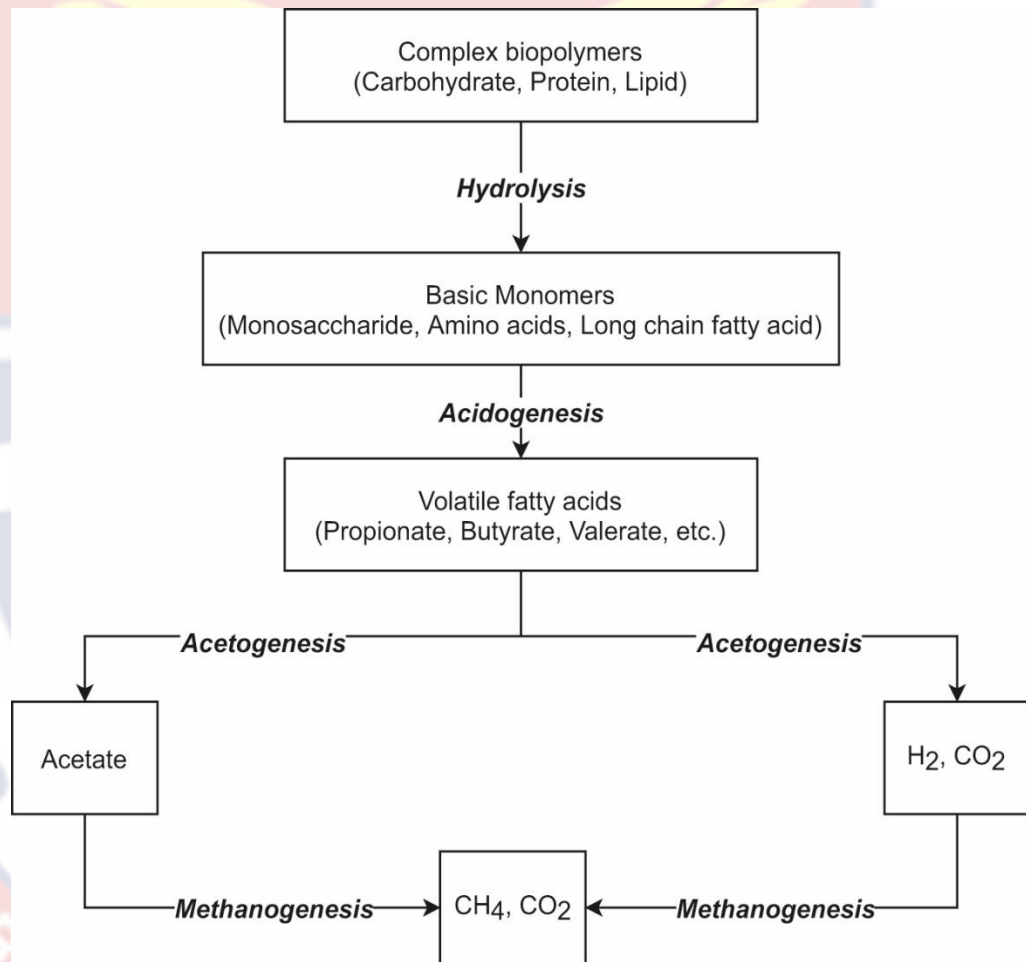 Complex biopolymers
(Carbohydrate, Protein, Lipid)
Hydrolysis
Basic Monomers
(Monosaccharide, Amino acids, Long chain fatty acid)
Acidogenesis
Volatile fatty acids
(Propionate, Butyrate, Valerate, etc.)
Acetogenesis
Acetogenesis
Acetate
H2, CO2
Methanogenesis
CH4, CO2
Methanogenesis